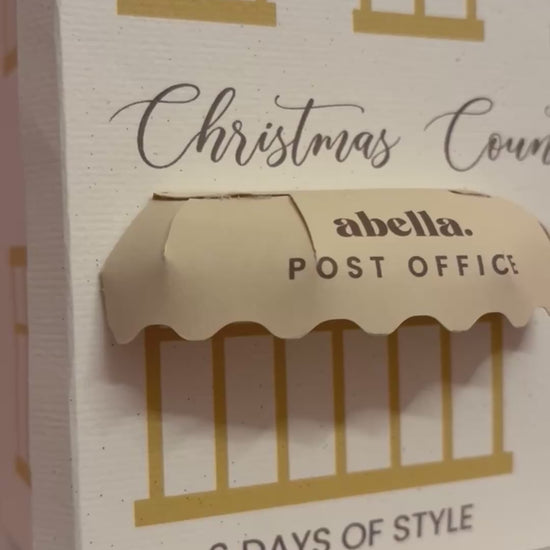 Christmas
abella.
POST OFFICE
DAYS OF STYLE